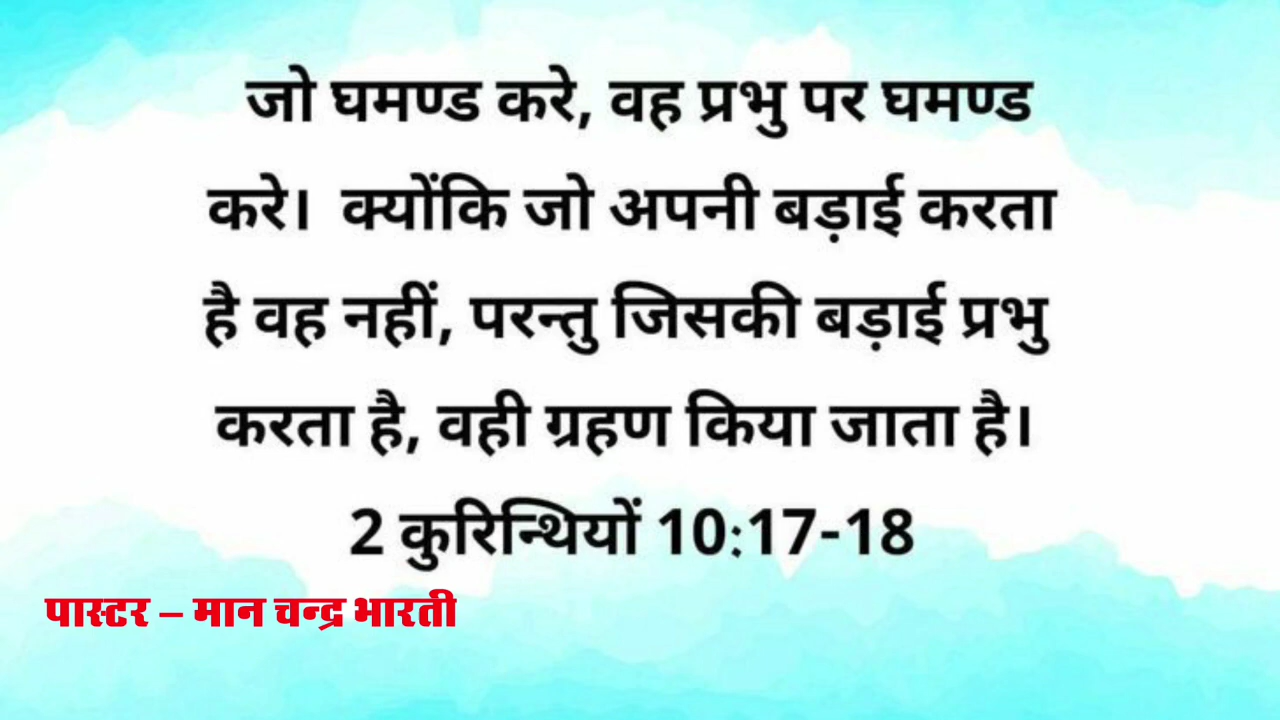 जो घमण्ड करे, वह प्रभु पर घमण्ड
करे। क्योंकि जो अपनी बड़ाई करता
है वह नहीं, परन्तु जिसकी बड़ाई प्रभु
करता है, वही ग्रहण किया जाता है।
2 कुरिन्थियों 10:17-18
पास्टर – मान चन्द्र भारती